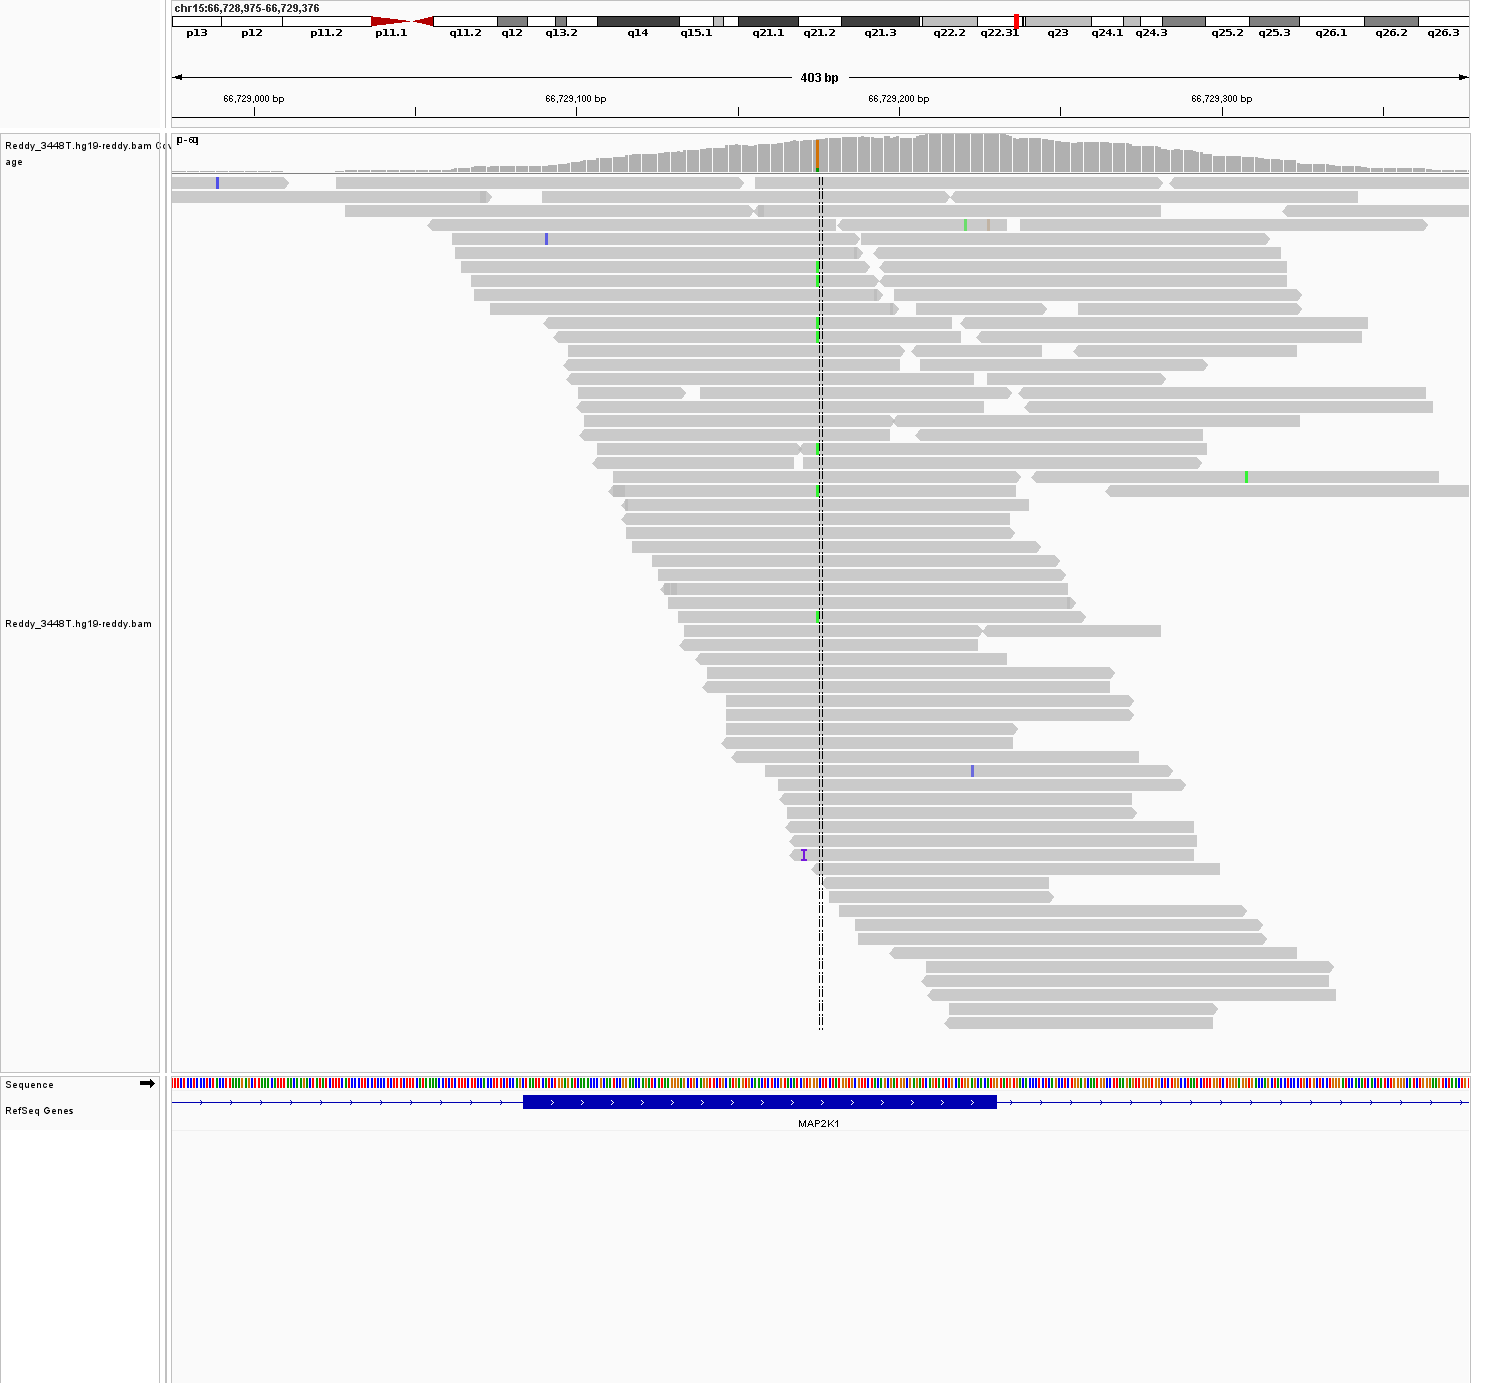 chr15:66,728,975-66,729,376
p13 p12 p11.2 p11.1 q11.2 q12 q13.2 q14 q15.1 q21.1 q21.2 q21.3 q22.2 q22.31 q23 q24.1 q24.3 q25.2 q25.3 q26.1 q26.2 q26.3
403 bp
66,729,000 bp 66,729,100 bp 66,729,200 bp 66,729,300 bp
Reddy_3448T.hg19-reddy.bam Cov
age
Reddy_3448T.hg19-reddy.bam
Sequence
RefSeq Genes
MAP2K1